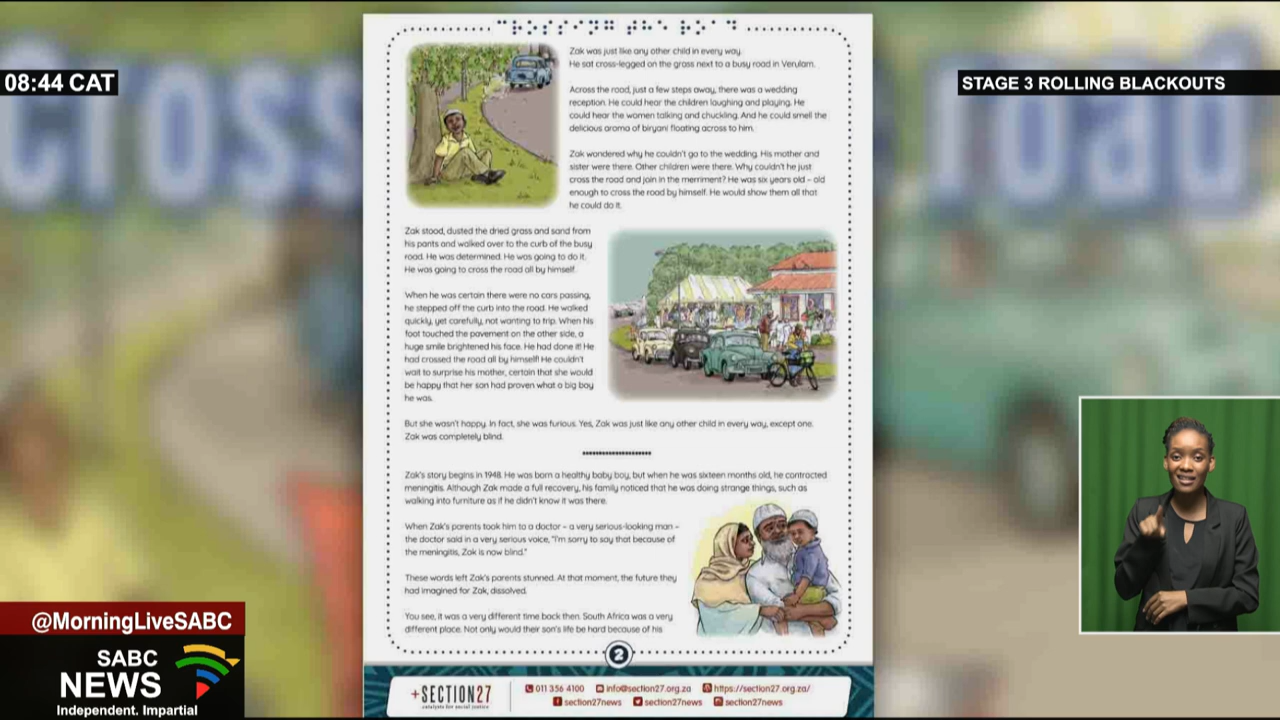 08:44 CAT
STAGE 3 ROLLING BLACKOUTS
Zak was just like any other child in every way.
He sat cross-legged on the grass next to a busy road in Verulam.
Across the road, just a few steps away, there was a wedding
reception. He could hear the children laughing and playing. He
could hear the women talking and chuckling. And he could smell the
delicious aroma of biryani floating across to him.
Zak wondered why he couldn't go to the wedding. His mother and
sister were there. Other children were there. Why couldn't he just
cross the road and join in the merriment? He was six years old – old
enough to cross the road by himself. He would show them all that
he could do it.
Zak stood, dusted the dried grass and sand from
his pants and walked over to the curb of the busy
road. He was determined. He was going to do it.
He was going to cross the road all by himself.
When he was certain there were no cars passing,
he stepped off the curb into the road. He walked
quickly, yet carefully, not wanting to trip. When his
foot touched the pavement on the other side, a
huge smile brightened his face. He had done it! He
had crossed the road all by himself! He couldn't
wait to surprise his mother, certain that she would
be happy that her son had proven what a big boy
he was.
But she wasn't happy. In fact, she was furious. Yes, Zak was just like any other child in every way, except one.
Zak was completely blind.
Zak's story begins in 1948. He was born a healthy baby boy, but when he was sixteen months old, he contracted
meningitis. Although Zak made a full recovery, his family noticed that he was doing strange things, such as
walking into furniture as if he didn't know it was there.
When Zak's parents took him to a doctor – a very serious-looking man –
the doctor said in a very serious voice, "I'm sorry to say that because of
the meningitis, Zak is now blind."
These words left Zak's parents stunned. At that moment, the future they
had imagined for Zak, dissolved.
You see, it was a very different time back then. South Africa was a very
different place. Not only would their son's life be hard because of his
2
+SECTION27
catalysts for social justice
011 356 4100 info@section27.org.za https://section27.org.za/
section27news section27news section27news
@MorningLiveSABC
SABC
NEWS
Independent. Impartial